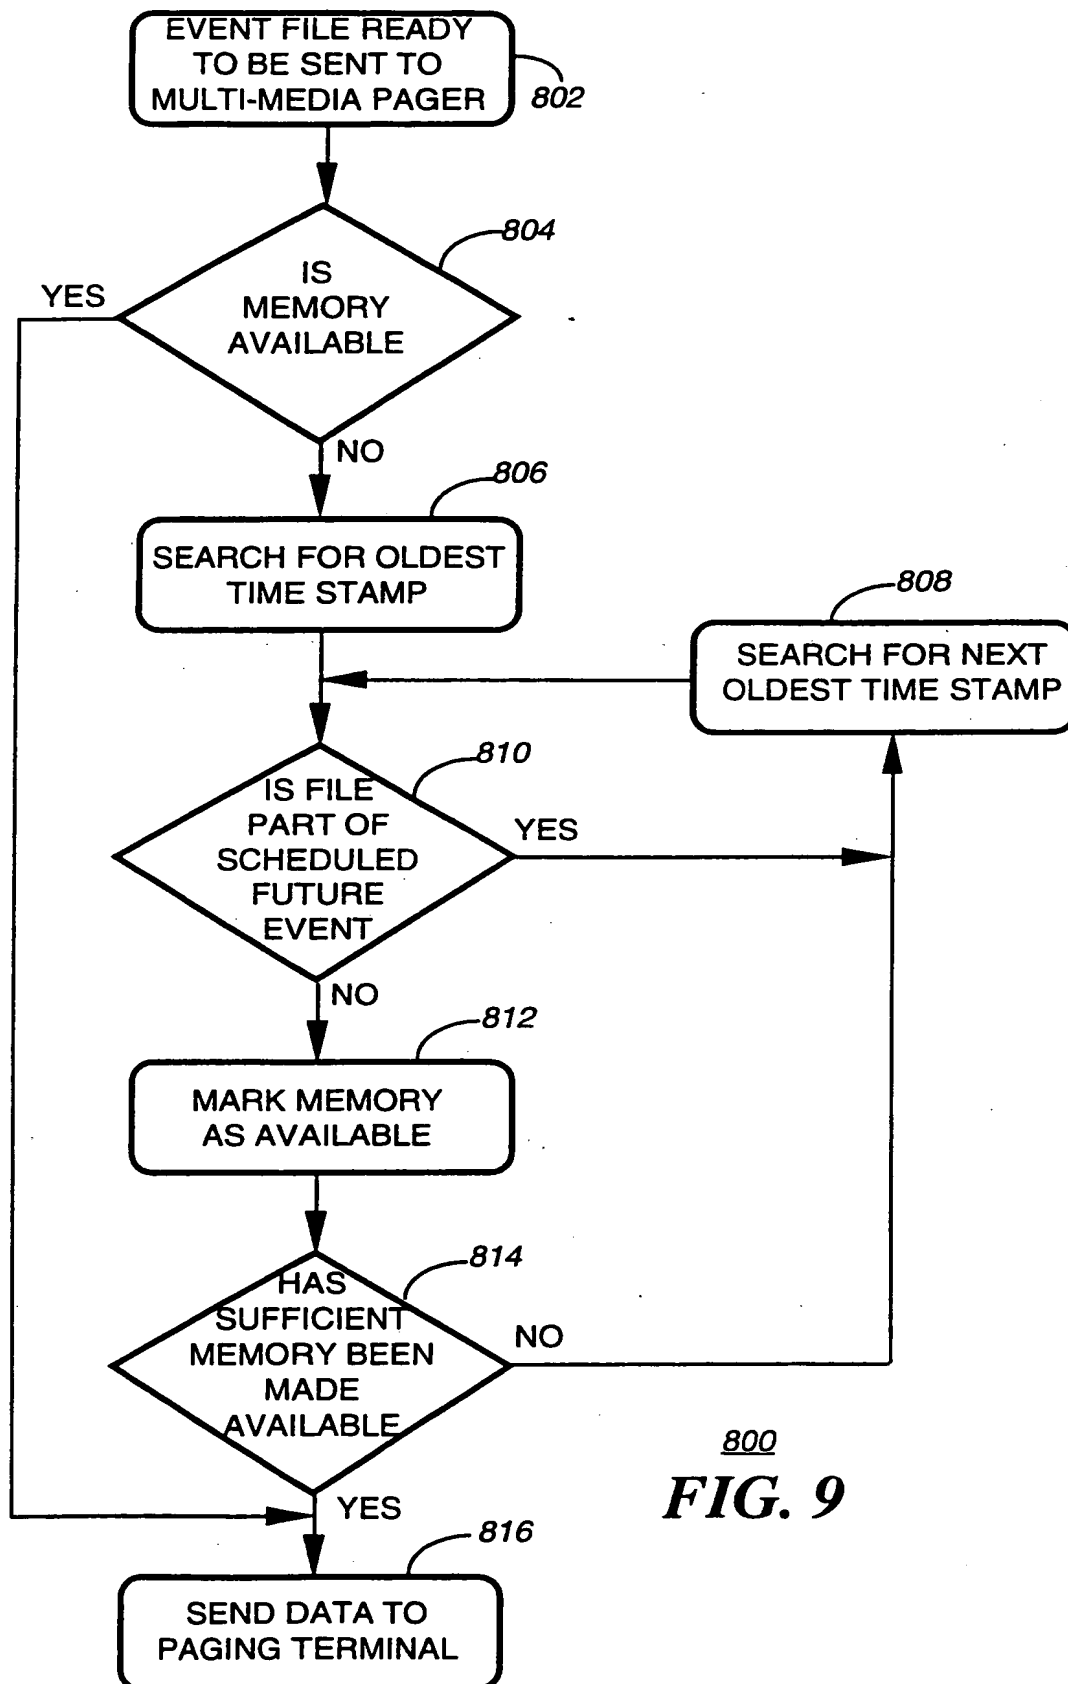 EVENT FILE READY
TO BE SENT TO
MULTI-MEDIA PAGER
802
804
IS
MEMORY
AVAILABLE
YES
NO
806
SEARCH FOR OLDEST
TIME STAMP
808
SEARCH FOR NEXT
OLDEST TIME STAMP
810
IS FILE
PART OF
SCHEDULED
FUTURE
EVENT
YES
NO
812
MARK MEMORY
AS AVAILABLE
814
HAS
SUFFICIENT
MEMORY BEEN
MADE
AVAILABLE
NO
YES
800
FIG. 9
816
SEND DATA TO
PAGING TERMINAL